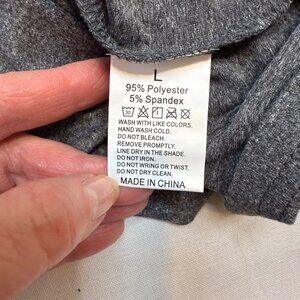 L
95% Polyester
5% Spandex
WASH WITH LIKE COLORS.
HAND WASH COLD.
DO NOT BLEACH.
REMOVE PROMPTLY.
LINE DRY IN THE SHADE.
DO NOT IRON.
DO NOT WRING OR TWIST.
DO NOT DRY CLEAN.
MADE IN CHINA